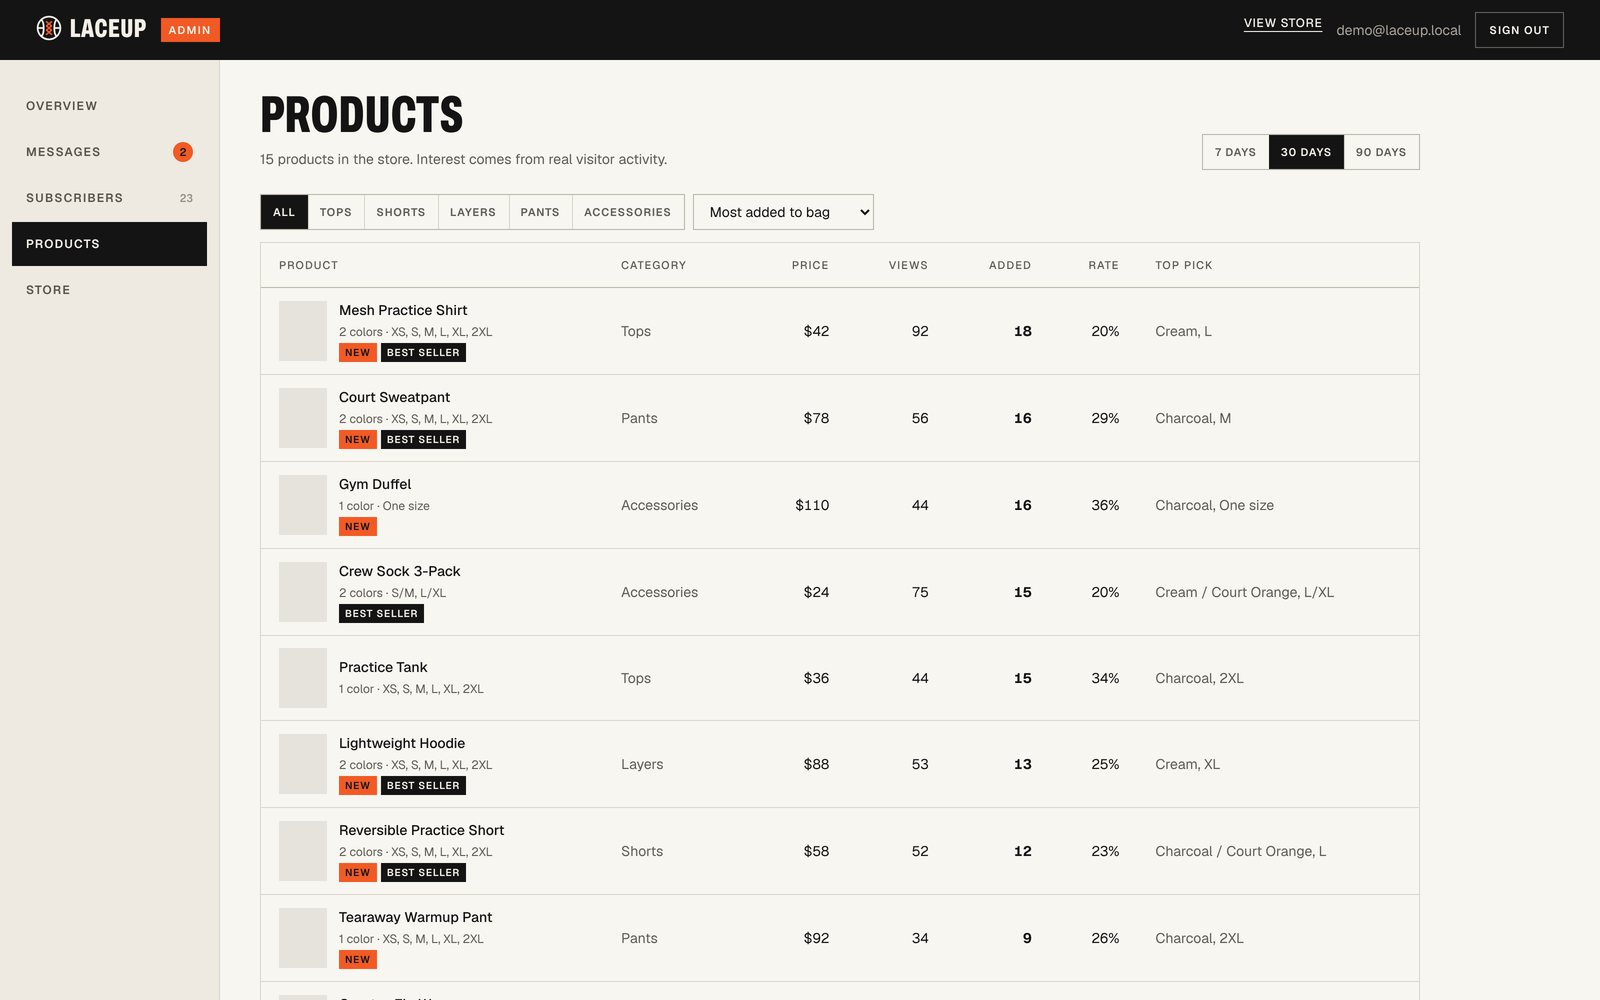 LACEUP ADMIN VIEW STORE demo@laceup.local SIGN OUT
OVERVIEW
MESSAGES 2
SUBSCRIBERS 23
PRODUCTS
STORE
PRODUCTS
15 products in the store. Interest comes from real visitor activity.
7 DAYS 30 DAYS 90 DAYS
ALL TOPS SHORTS LAYERS PANTS ACCESSORIES Most added to bag
PRODUCT CATEGORY PRICE VIEWS ADDED RATE TOP PICK
Mesh Practice Shirt
2 colors · XS, S, M, L, XL, 2XL
NEW BEST SELLER
Tops $42 92 18 20% Cream, L
Court Sweatpant
2 colors · XS, S, M, L, XL, 2XL
NEW BEST SELLER
Pants $78 56 16 29% Charcoal, M
Gym Duffel
1 color · One size
NEW
Accessories $110 44 16 36% Charcoal, One size
Crew Sock 3-Pack
2 colors · S/M, L/XL
BEST SELLER
Accessories $24 75 15 20% Cream / Court Orange, L/XL
Practice Tank
1 color · XS, S, M, L, XL, 2XL
Tops $36 44 15 34% Charcoal, 2XL
Lightweight Hoodie
2 colors · XS, S, M, L, XL, 2XL
NEW BEST SELLER
Layers $88 53 13 25% Cream, XL
Reversible Practice Short
2 colors · XS, S, M, L, XL, 2XL
NEW BEST SELLER
Shorts $58 52 12 23% Charcoal / Court Orange, L
Tearaway Warmup Pant
1 color · XS, S, M, L, XL, 2XL
NEW
Pants $92 34 9 26% Charcoal, 2XL